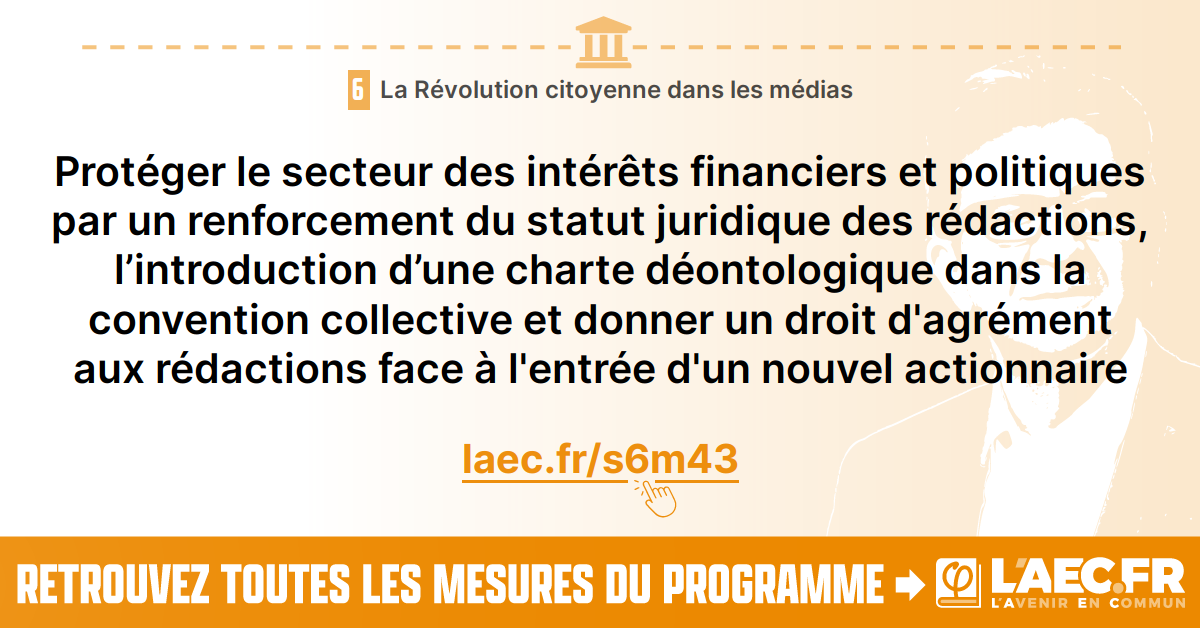 6 La Révolution citoyenne dans les médias
Protéger le secteur des intérêts financiers et politiques
par un renforcement du statut juridique des rédactions,
l’introduction d’une charte déontologique dans la
convention collective et donner un droit d'agrément
aux rédactions face à l'entrée d'un nouvel actionnaire
laec.fr/s6m43
RETROUVEZ TOUTES LES MESURES DU PROGRAMME
φ L'AEC.FR
L'AVENIR EN COMMUN